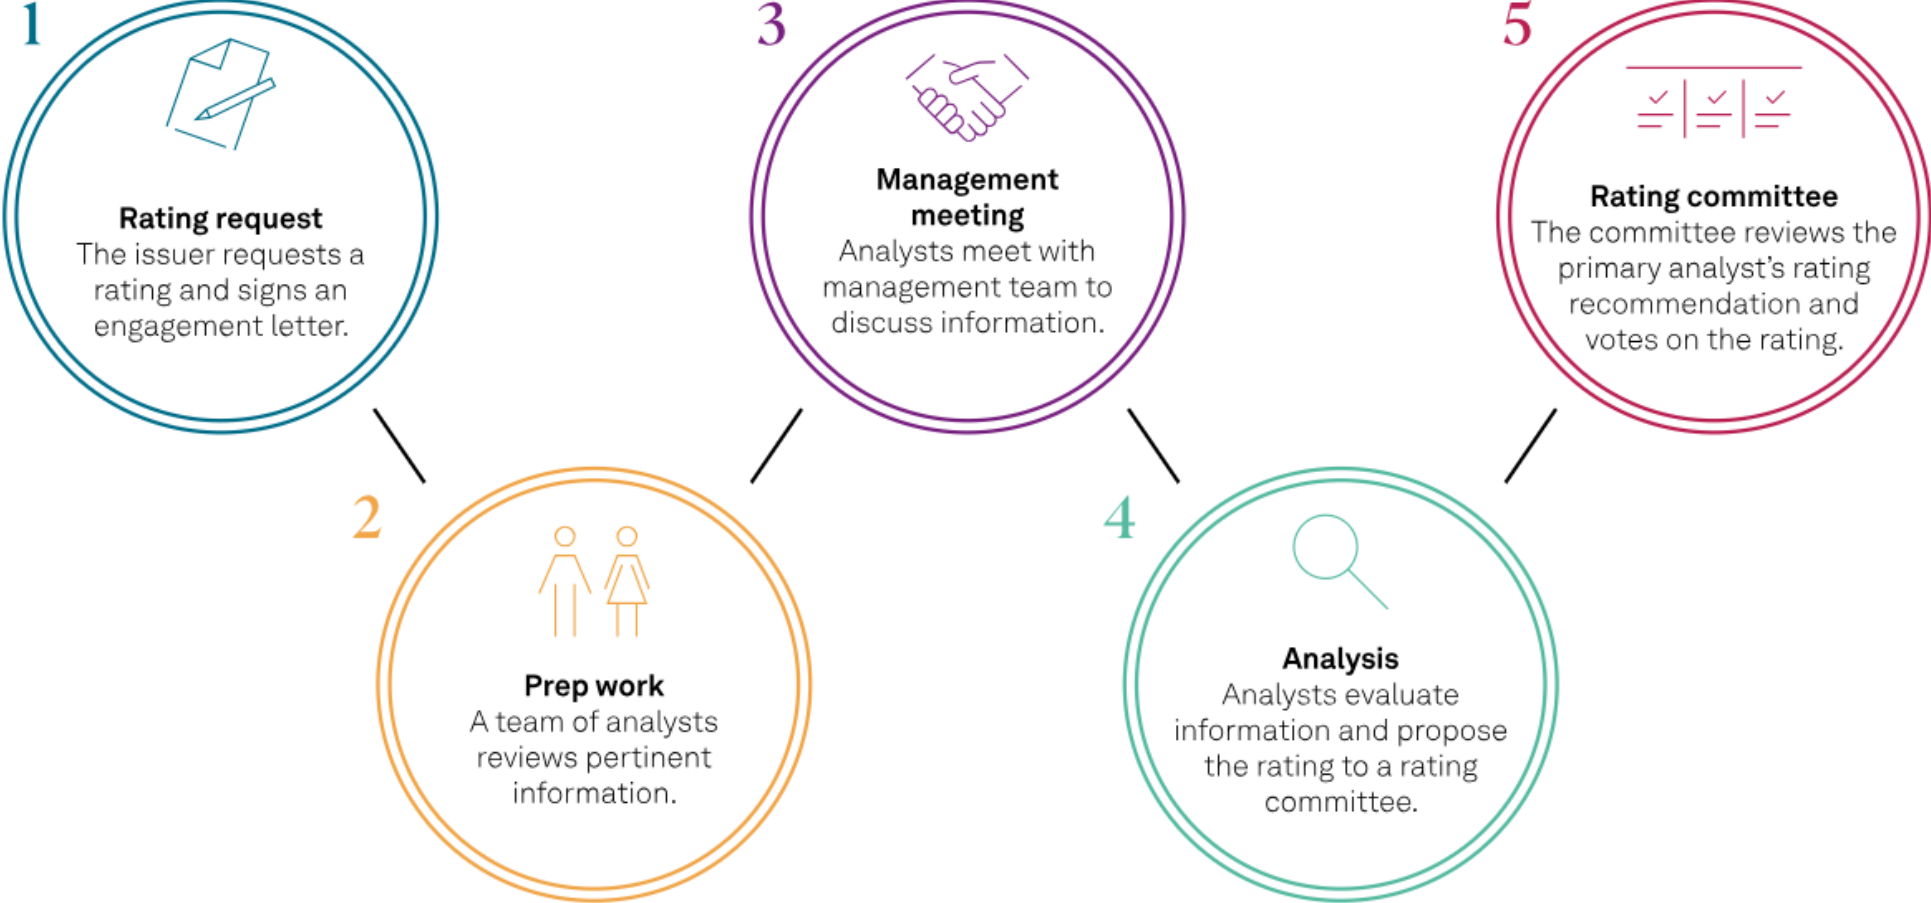 1
Rating request
The issuer requests a
rating and signs an
engagement letter.
2
Prep work
A team of analysts
reviews pertinent
information.
3
Management
meeting
Analysts meet with
management team to
discuss information.
4
Analysis
Analysts evaluate
information and propose
the rating to a rating
committee.
5
Rating committee
The committee reviews the
primary analyst’s rating
recommendation and
votes on the rating.